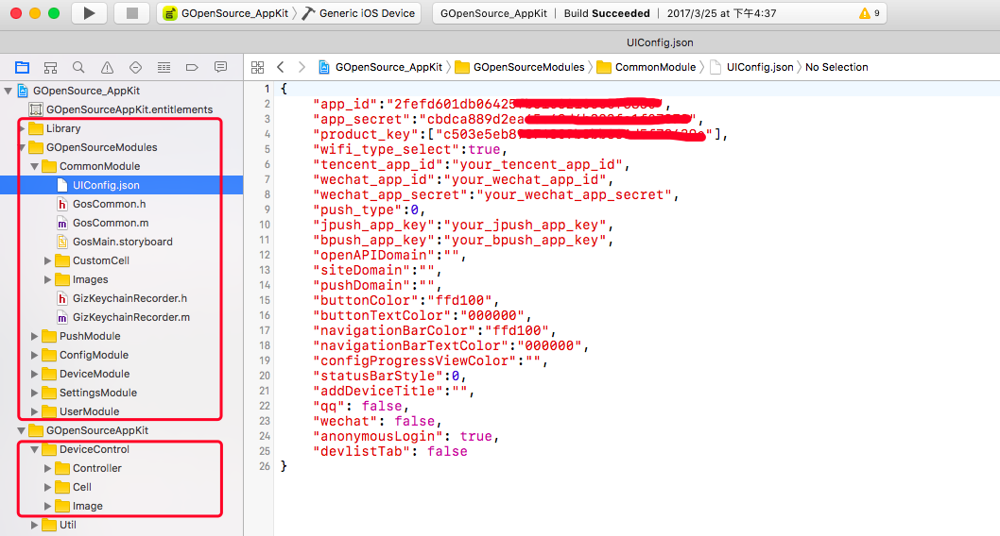 GOpenSource_AppKit 〉 Generic iOS Device
GOpenSource_AppKit | Build Succeeded | 2017/3/25 at 下午4:37
9
UIConfig.json
GOpenSource_AppKit 〉 GOpenSourceModules 〉 CommonModule 〉 UIConfig.json 〉 No Selection
GOpenSource_AppKit
GOpenSourceAppKit.entitlements
Library
GOpenSourceModules
CommonModule
UIConfig.json
GosCommon.h
GosCommon.m
GosMain.storyboard
CustomCell
Images
GizKeychainRecorder.h
GizKeychainRecorder.m
PushModule
ConfigModule
DeviceModule
SettingsModule
UserModule
GOpenSourceAppKit
DeviceControl
Controller
Cell
Image
Util
1 {
2 "app_id":"2fefd601db06425 ",
3 "app_secret":"cbdca889d2ea ",
4 "product_key":["c503e5eb8 "],
5 "wifi_type_select":true,
6 "tencent_app_id":"your_tencent_app_id",
7 "wechat_app_id":"your_wechat_app_id",
8 "wechat_app_secret":"your_wechat_app_secret",
9 "push_type":0,
10 "jpush_app_key":"your_jpush_app_key",
11 "bpush_app_key":"your_bpush_app_key",
12 "openAPIDomain":"",
13 "siteDomain":"",
14 "pushDomain":"",
15 "buttonColor":"ffd100",
16 "buttonTextColor":"000000",
17 "navigationBarColor":"ffd100",
18 "navigationBarTextColor":"000000",
19 "configProgressViewColor":"",
20 "statusBarStyle":0,
21 "addDeviceTitle":"",
22 "qq": false,
23 "wechat": false,
24 "anonymousLogin": true,
25 "devlistTab": false
26 }